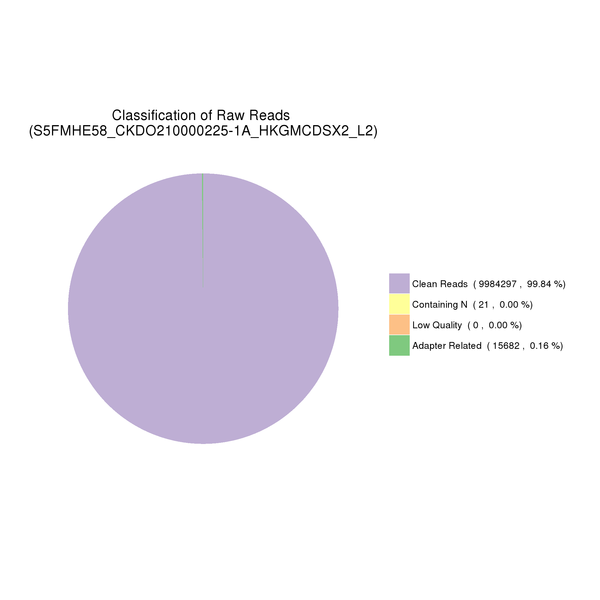 Classification of Raw Reads
(S5FMHE58_CKDO210000225-1A_HKGMCDSX2_L2)
Clean Reads ( 9984297 , 99.84 %)
Containing N ( 21 , 0.00 %)
Low Quality ( 0 , 0.00 %)
Adapter Related ( 15682 , 0.16 %)